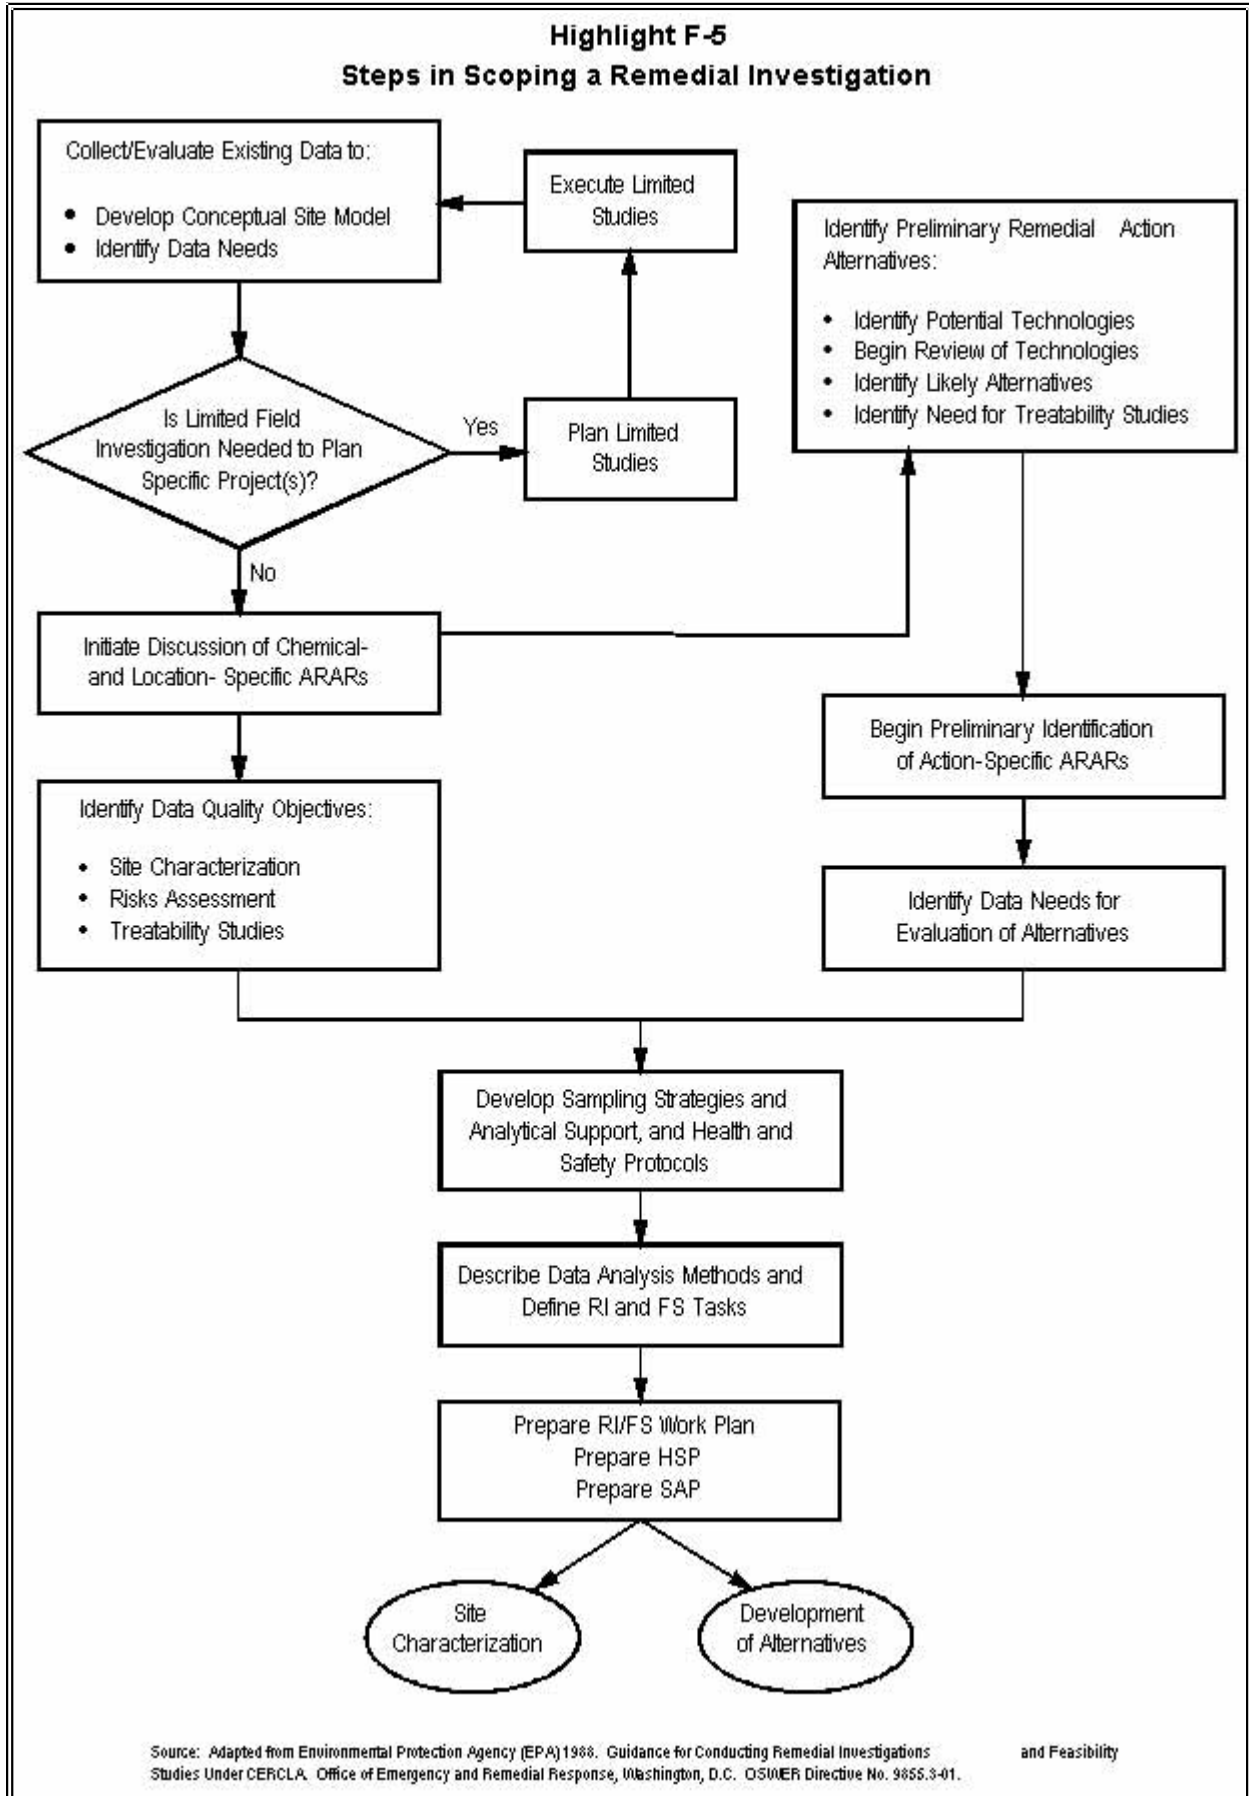 Highlight F-5
Steps in Scoping a Remedial Investigation
Collect/Evaluate Existing Data to:
• Develop Conceptual Site Model
• Identify Data Needs
Execute Limited
Studies
Identify Preliminary Remedial Action
Alternatives:
• Identify Potential Technologies
• Begin Review of Technologies
• Identify Likely Alternatives
• Identify Need for Treatability Studies
Is Limited Field
Investigation Needed to Plan
Specific Project(s)?
Yes
Plan Limited
Studies
No
Initiate Discussion of Chemical-
and Location- Specific ARARs
Begin Preliminary Identification
of Action-Specific ARARs
Identify Data Quality Objectives:
• Site Characterization
• Risks Assessment
• Treatability Studies
Identify Data Needs for
Evaluation of Alternatives
Develop Sampling Strategies and
Analytical Support, and Health and
Safety Protocols
Describe Data Analysis Methods and
Define RI and FS Tasks
Prepare RI/FS Work Plan
Prepare HSP
Prepare SAP
Site
Characterization
Development
of Alternatives
Source: Adapted from Environmental Protection Agency (EPA) 1988. Guidance for Conducting Remedial Investigations and Feasibility
Studies Under CERCLA. Office of Emergency and Remedial Response, Washington, D.C. OSWER Directive No. 9855.3-01.